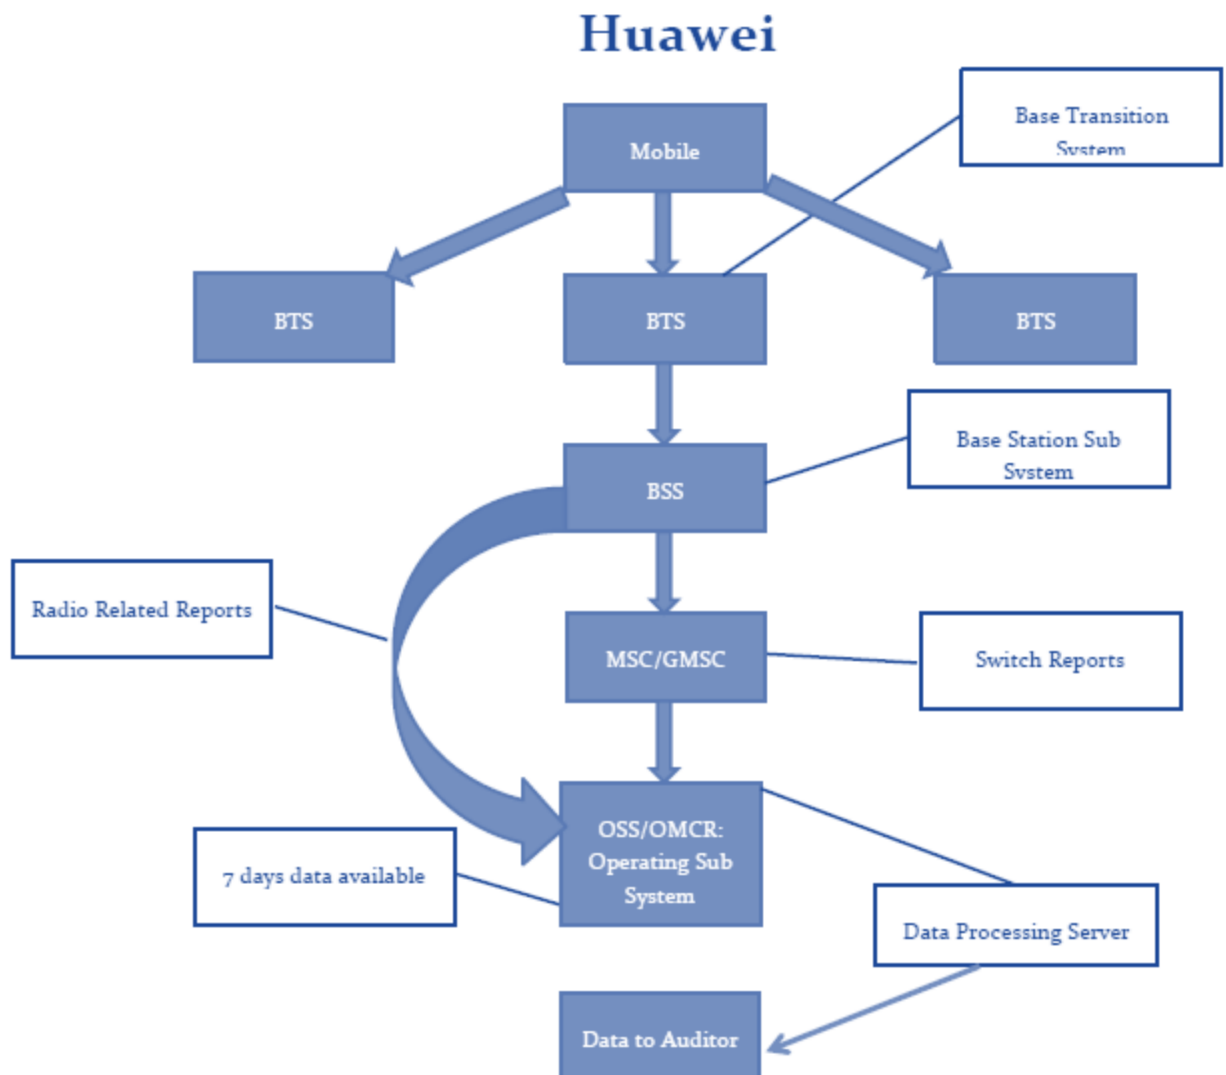 Huawei
Base Transition
System
Mobile
BTS
BTS
BTS
Base Station Sub
System
BSS
Radio Related Reports
MSC/GMSC
Switch Reports
OSS/OMCR:
Operating Sub
System
7 days data available
Data Processing Server
Data to Auditor